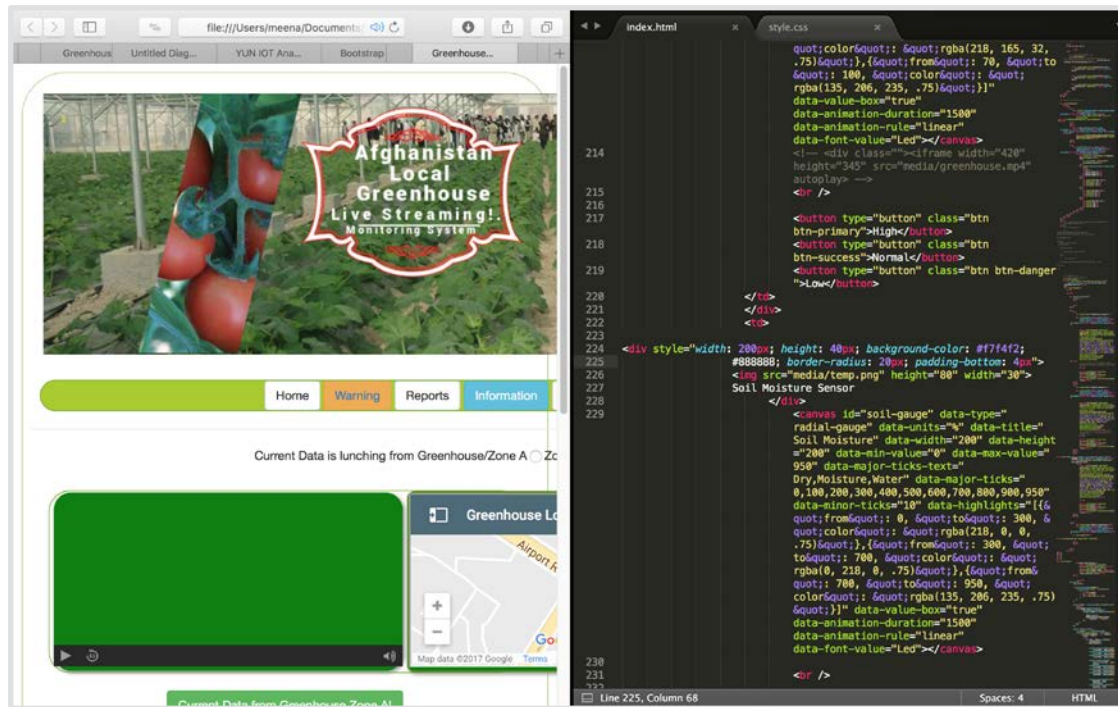 file:///Users/meena/Documents
Greenhous
Untitled Diag...
YUN IOT Ana...
Bootstrap
Greenhouse...
Afghanistan
Local
Greenhouse
Live Streaming!.
Monitoring System
Home
Warning
Reports
Information
Current Data is lunching from Greenhouse/Zone A Zo
Greenhouse Lo
Airport R
Goo
Map data ©2017 Google Terms
Current Data from Greenhouse Zone A!
index.html
style.css
quot;color&quot;: &quot;rgba(218, 165, 32,
.75)&quot;},{&quot;from&quot;: 70, &quot;to
&quot;: 100, &quot;color&quot;: &quot;
rgba(135, 206, 235, .75)&quot;}]"
data-value-box="true"
data-animation-duration="1500"
data-animation-rule="linear"
data-font-value="Led"></canvas>
214 <!-- <div class=""><iframe width="420"
height="345" src="media/greenhouse.mp4"
autoplay> -->
215 <br />
216
217 <button type="button" class="btn
btn-primary">High</button>
218 <button type="button" class="btn
btn-success">Normal</button>
219 <button type="button" class="btn btn-danger
">Low</button>
220 </td>
221 </div>
222 <td>
223
224 <div style="width: 200px; height: 40px; background-color: #f7f4f2;
225 #888888; border-radius: 20px; padding-bottom: 4px">
226 <img src="media/temp.png" height="80" width="30">
227 Soil Moisture Sensor
228 </div>
229 <canvas id="soil-gauge" data-type="
radial-gauge" data-units="%" data-title="
Soil Moisture" data-width="200" data-height
="200" data-min-value="0" data-max-value="
950" data-major-ticks-text="
Dry,Moisture,Water" data-major-ticks="
0,100,200,300,400,500,600,700,800,900,950"
data-minor-ticks="10" data-highlights="[{&
quot;from&quot;: 0, &quot;to&quot;: 300, &
quot;color&quot;: &quot;rgba(218, 0, 0,
.75)&quot;},{&quot;from&quot;: 300, &quot;
to&quot;: 700, &quot;color&quot;: &quot;
rgba(0, 218, 0, .75)&quot;},{&quot;from&
quot;: 700, &quot;to&quot;: 950, &quot;
color&quot;: &quot;rgba(135, 206, 235, .75)
&quot;}]" data-value-box="true"
data-animation-duration="1500"
data-animation-rule="linear"
data-font-value="Led"></canvas>
230
231 <br />
Line 225, Column 68
Spaces: 4
HTML